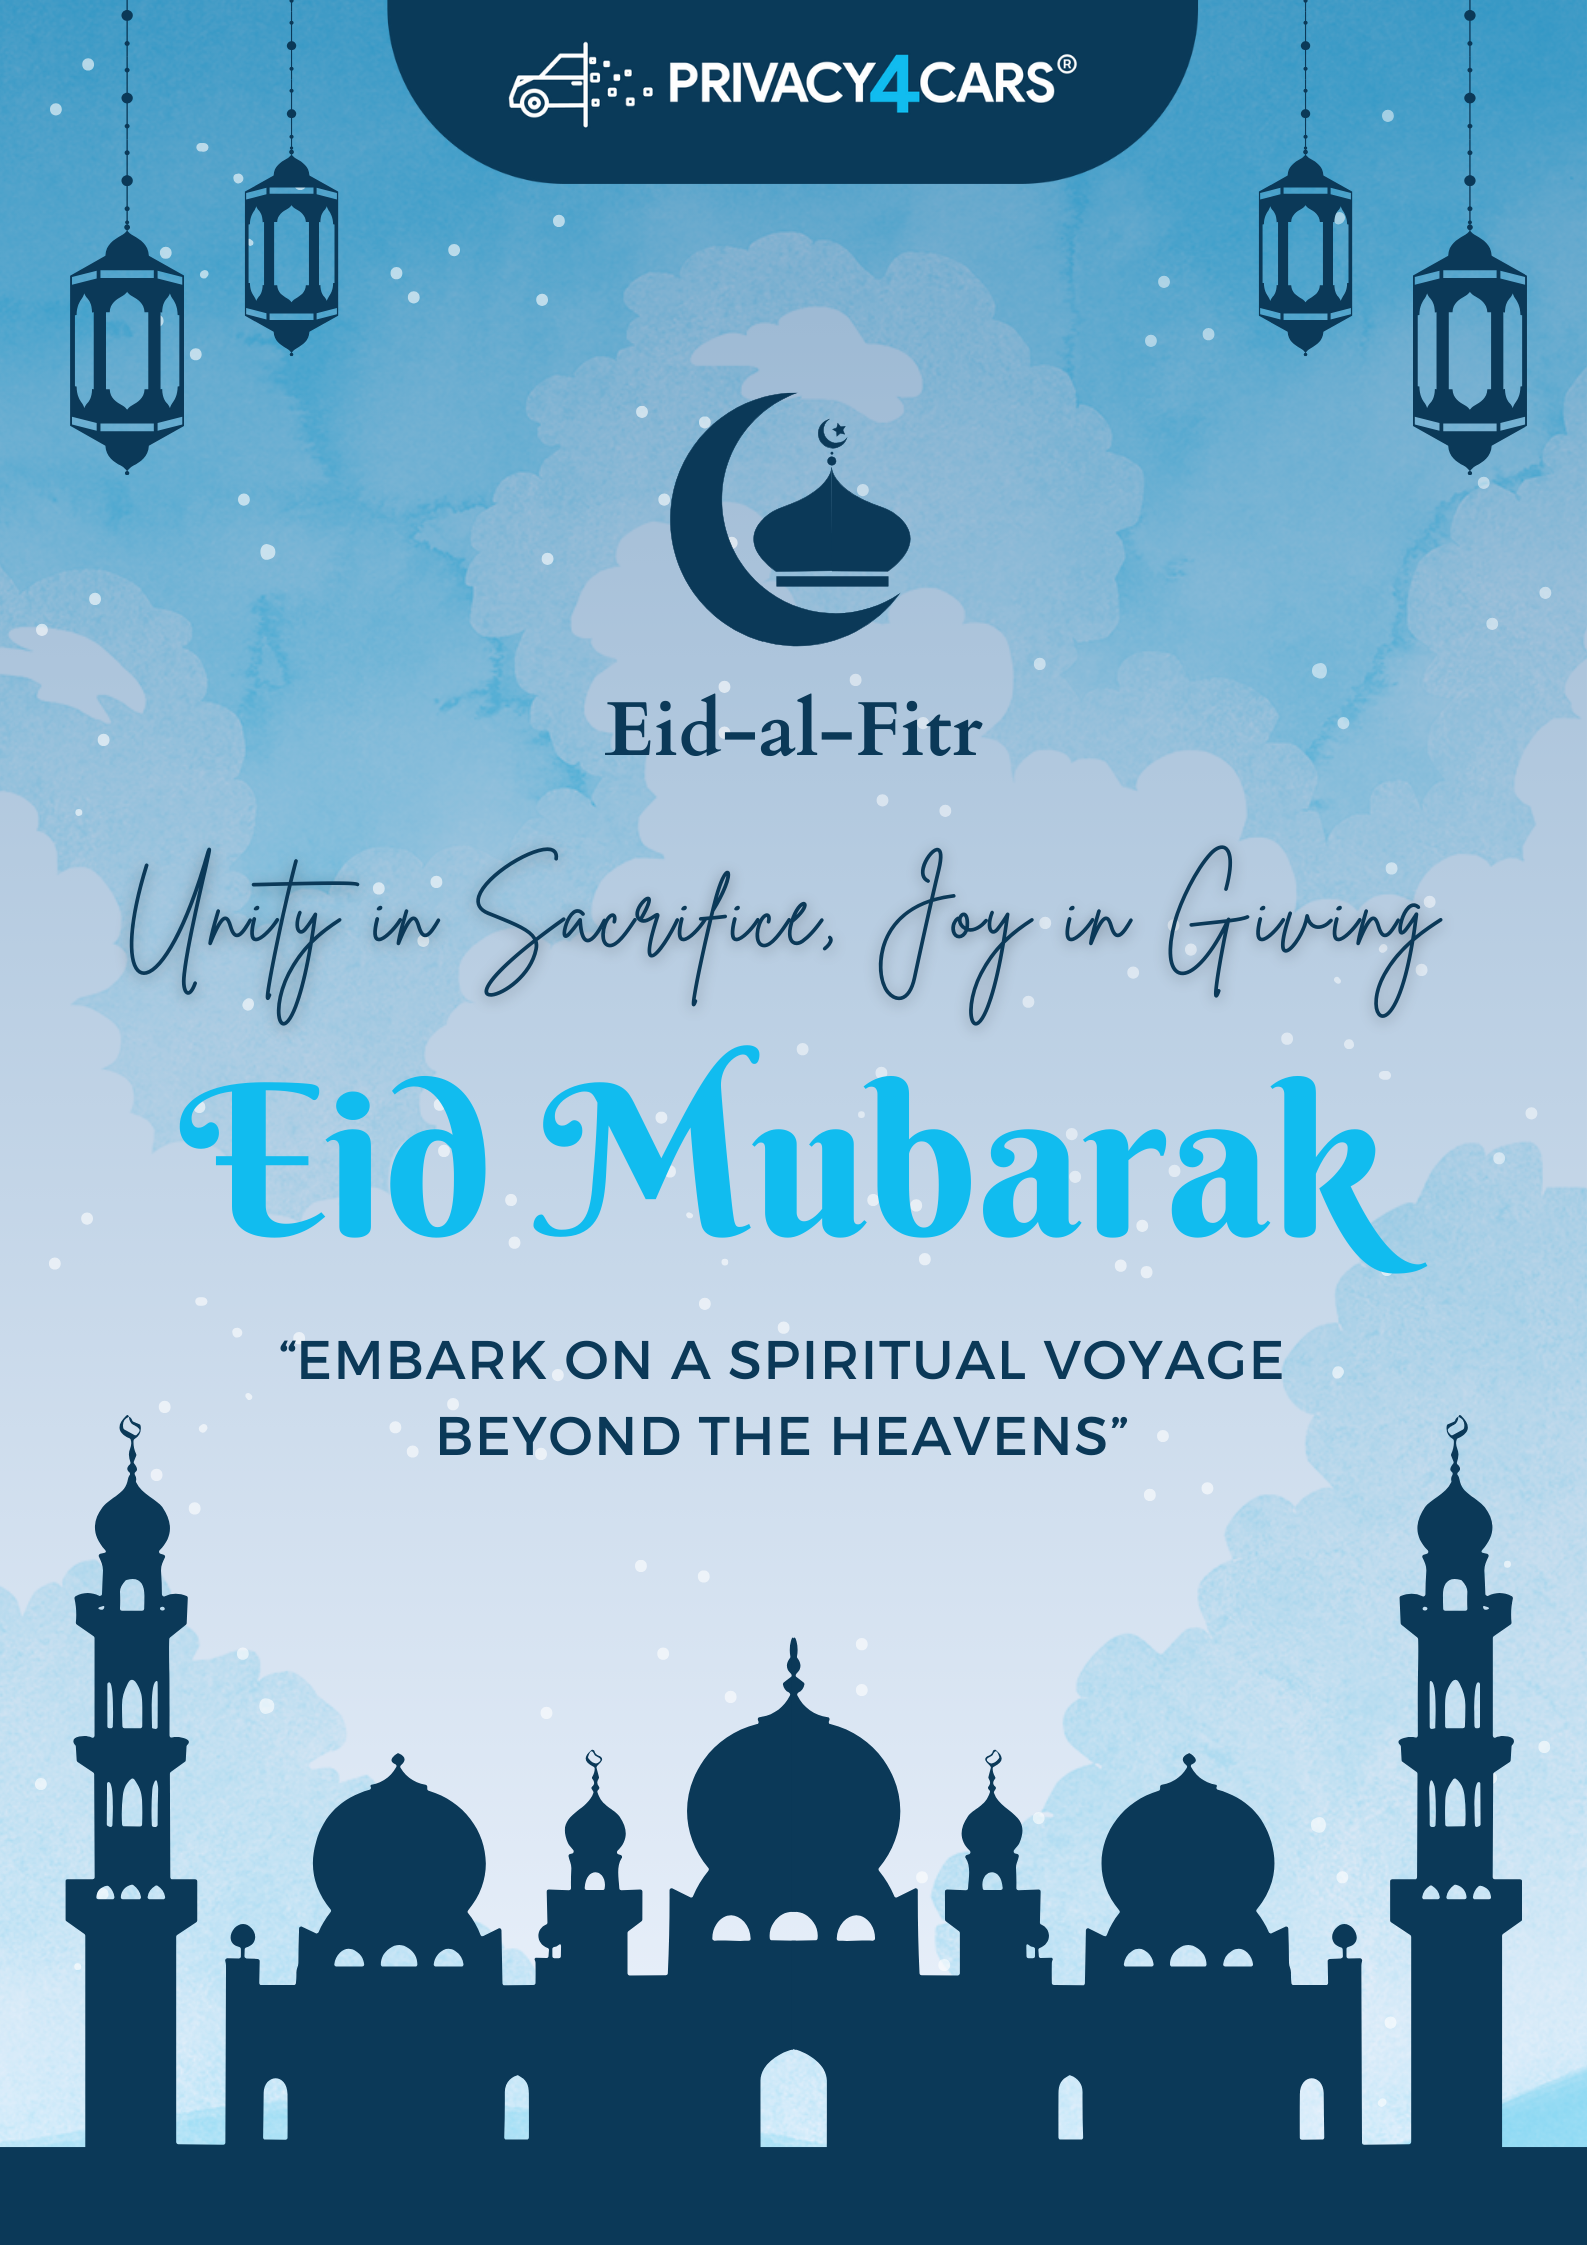 PRIVACY4CARS®
Eid-al-Fitr
Unity in Sacrifice, Joy in Giving
Eid Mubarak
“EMBARK ON A SPIRITUAL VOYAGE
BEYOND THE HEAVENS”